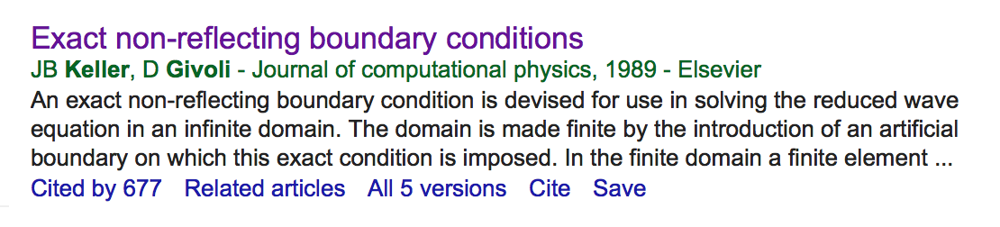 Exact non-reflecting boundary conditions
JB Keller, D Givoli - Journal of computational physics, 1989 - Elsevier
An exact non-reflecting boundary condition is devised for use in solving the reduced wave
equation in an infinite domain. The domain is made finite by the introduction of an artificial
boundary on which this exact condition is imposed. In the finite domain a finite element ...
Cited by 677 Related articles All 5 versions Cite Save